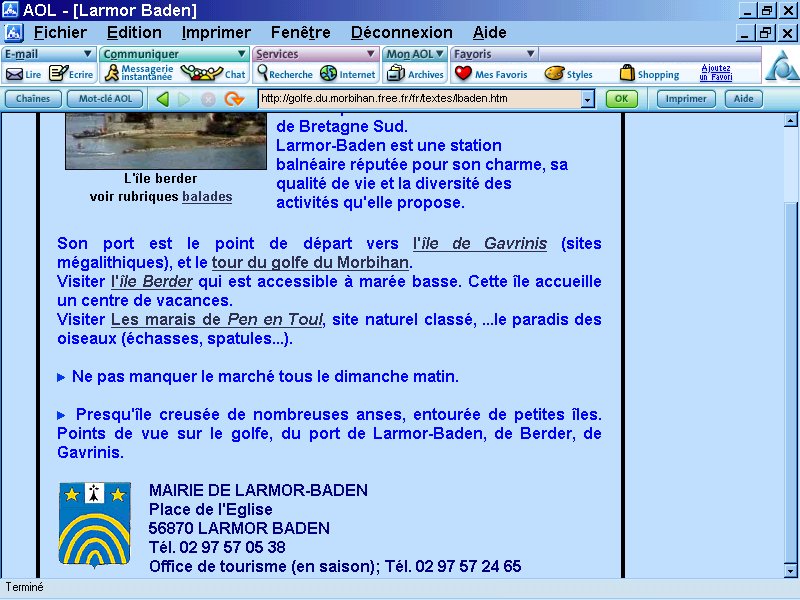 AOL - [Larmor Baden]
Fichier Edition Imprimer Fenêtre Déconnexion Aide
E-mail Communiquer Services Mon AOL Favoris
Lire Ecrire Messagerie instantanée Chat Recherche Internet Archives Mes Favoris Styles Shopping Ajoutez un Favori
Chaînes Mot-clé AOL http://golfe.du.morbihan.free.fr/fr/textes/lbaden.htm OK Imprimer Aide
de Bretagne Sud.
Larmor-Baden est une station
balnéaire réputée pour son charme, sa
qualité de vie et la diversité des
activités qu'elle propose.
L'île berder
voir rubriques balades
Son port est le point de départ vers l'île de Gavrinis (sites
mégalithiques), et le tour du golfe du Morbihan.
Visiter l'île Berder qui est accessible à marée basse. Cette île accueille
un centre de vacances.
Visiter Les marais de Pen en Toul, site naturel classé, ...le paradis des
oiseaux (échasses, spatules...).
Ne pas manquer le marché tous le dimanche matin.
Presqu'île creusée de nombreuses anses, entourée de petites îles.
Points de vue sur le golfe, du port de Larmor-Baden, de Berder, de
Gavrinis.
MAIRIE DE LARMOR-BADEN
Place de l'Eglise
56870 LARMOR BADEN
Tél. 02 97 57 05 38
Office de tourisme (en saison); Tél. 02 97 57 24 65
Terminé